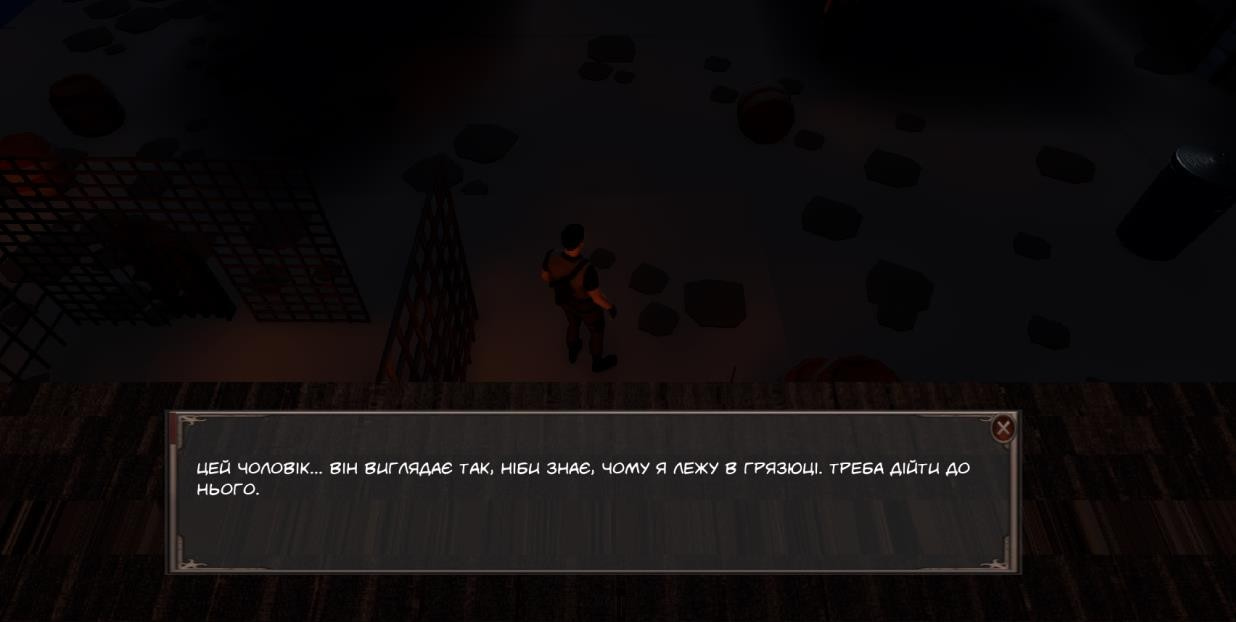 ЦЕЙ ЧОЛОВІК... ВІН ВИГЛЯДАЄ ТАК, НІБИ ЗНАЄ, ЧОМУ Я ЛЕЖУ В ГРЯЗЮЦІ. ТРЕБА ДІЙТИ ДО
НЬОГО.